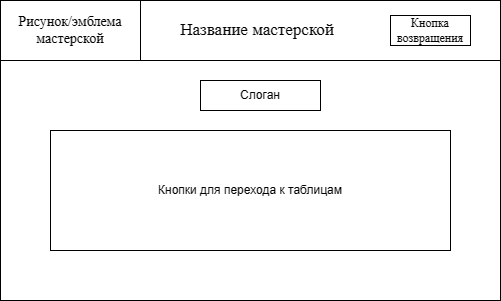 Рисунок/эмблема
мастерской
Название мастерской
Кнопка
возвращения
Слоган
Кнопки для перехода к таблицам